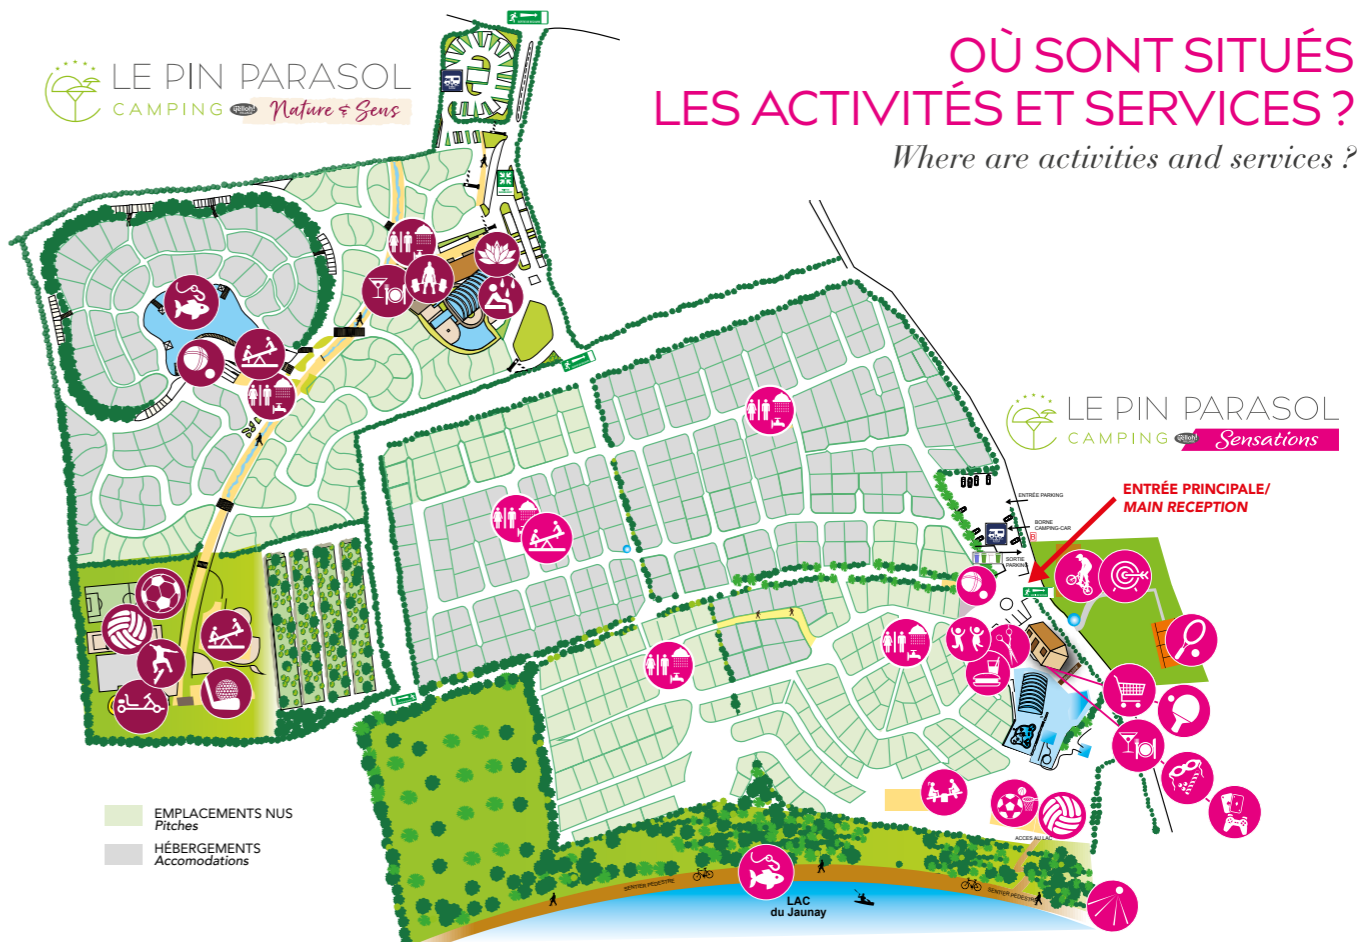 OÙ SONT SITUÉS
LES ACTIVITÉS ET SERVICES ?
Where are activities and services ?
LE PIN PARASOL
CAMPING Nature & Sens
LE PIN PARASOL
CAMPING Sensations
ENTRÉE PRINCIPALE/
MAIN RECEPTION
ENTRÉE PARKING
BORNE
CAMPING-CAR
SORTIE
PARKING
EMPLACEMENTS NUS
Pitches
HÉBERGEMENTS
Accomodations
ACCES AU LAC
SENTIER PÉDESTRE
SENTIER PÉDESTRE
LAC
du Jaunay